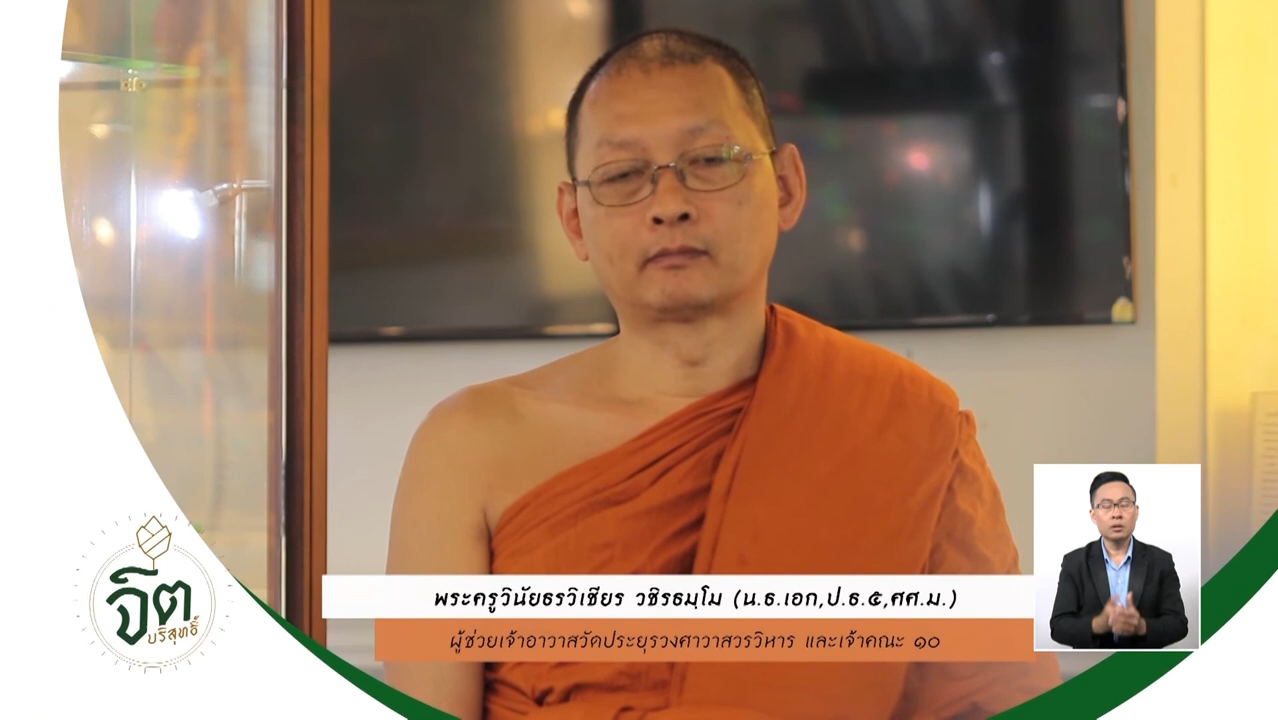 พระครูวินัยธรวิเชียร วชิรธมฺโม (น.ธ.เอก,ป.ธ.๕,ศศ.ม.)
ผู้ช่วยเจ้าอาวาสวัดประยุรวงศาวาสวรวิหาร และเจ้าคณะ ๑๐
จิต
บริสุทธิ์